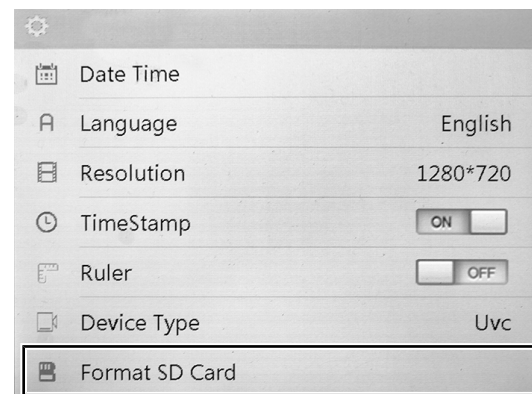 Date Time
Language English
Resolution 1280*720
TimeStamp ON
Ruler OFF
Device Type Uvc
Format SD Card